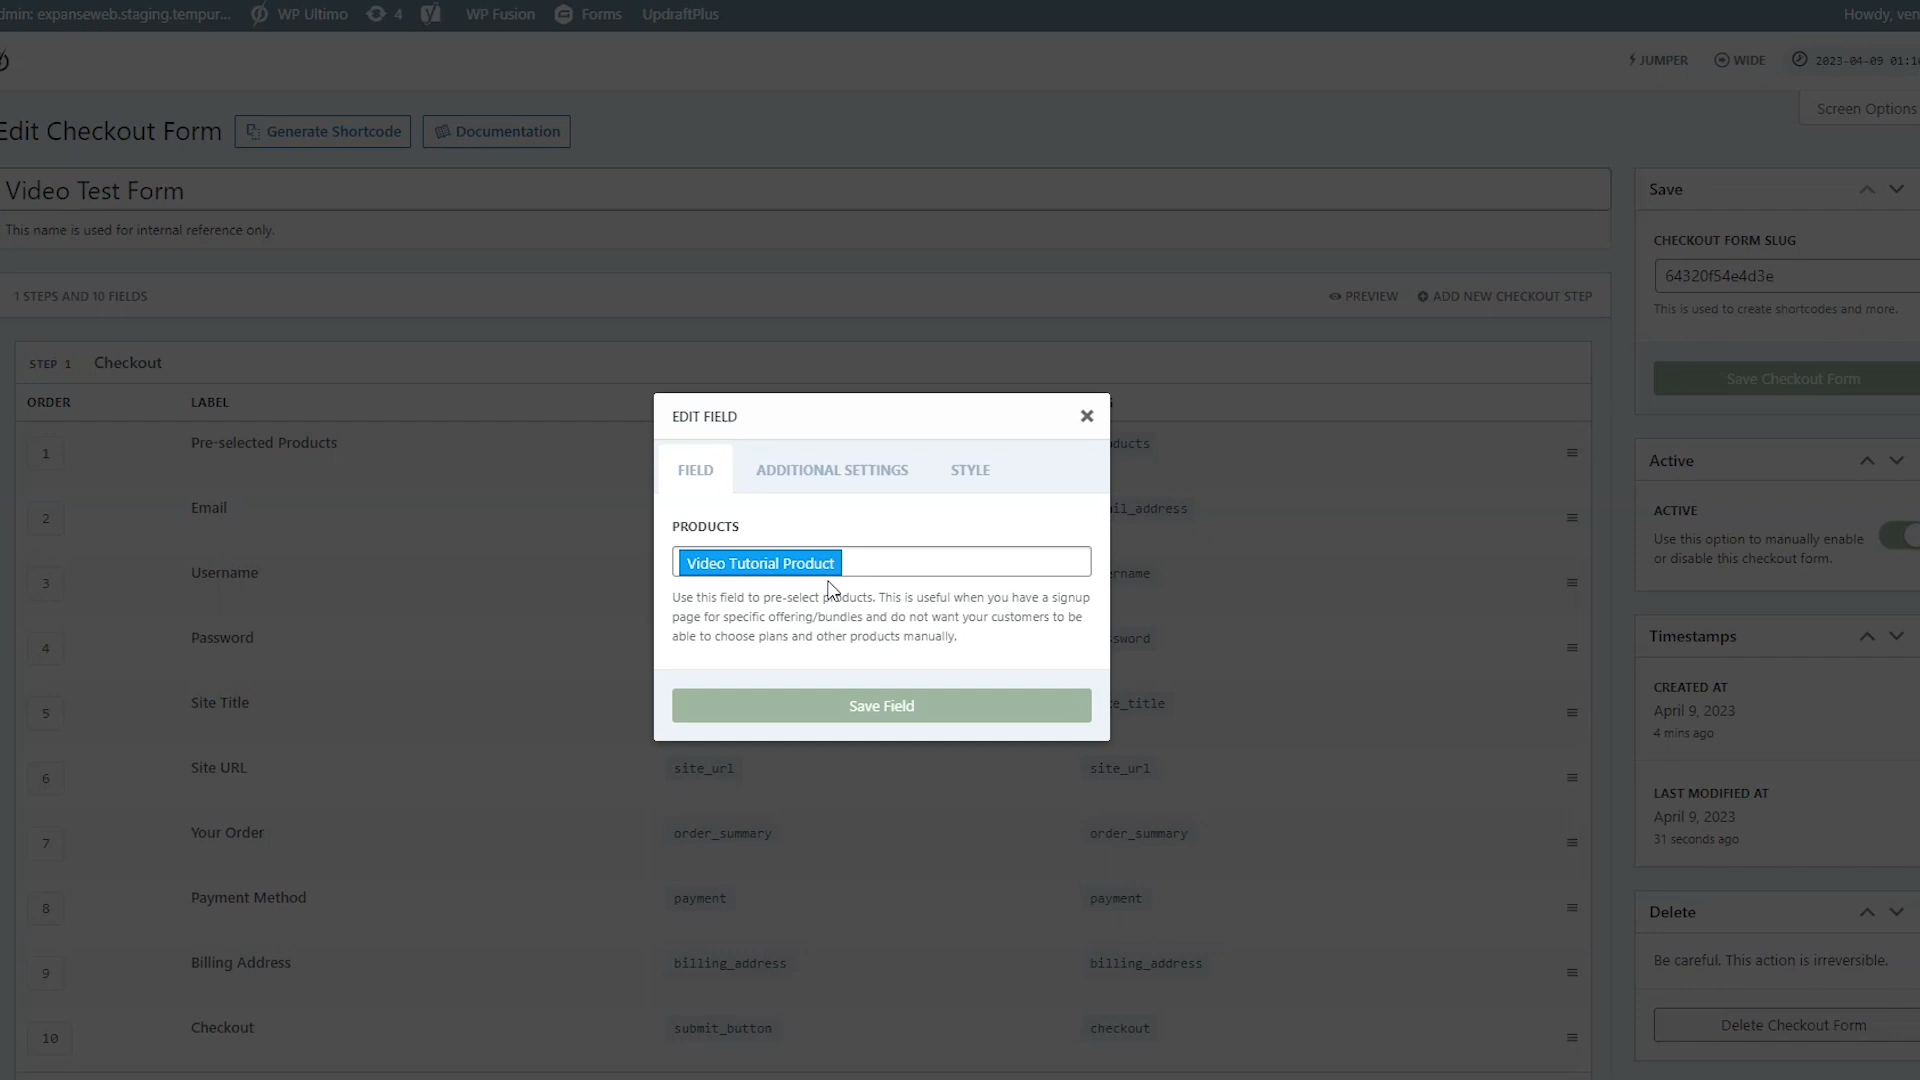 dmin: expanseweb.staging.tempur... WP Ultimo 4 WP Fusion Forms UpdraftPlus Howdy, ven
JUMPER WIDE 2023-04-09 01:1
Screen Options
Edit Checkout Form Generate Shortcode Documentation
Video Test Form
This name is used for internal reference only.
1 STEPS AND 10 FIELDS PREVIEW ADD NEW CHECKOUT STEP
STEP 1 Checkout
ORDER LABEL
1 Pre-selected Products ducts
2 Email il_address
3 Username rname
4 Password sword
5 Site Title e_title
6 Site URL site_url site_url
7 Your Order order_summary order_summary
8 Payment Method payment payment
9 Billing Address billing_address billing_address
10 Checkout submit_button checkout
EDIT FIELD
FIELD ADDITIONAL SETTINGS STYLE
PRODUCTS
Video Tutorial Product
Use this field to pre-select products. This is useful when you have a signup
page for specific offering/bundles and do not want your customers to be
able to choose plans and other products manually.
Save Field
Save
CHECKOUT FORM SLUG
64320f54e4d3e
This is used to create shortcodes and more.
Save Checkout Form
Active
ACTIVE
Use this option to manually enable
or disable this checkout form.
Timestamps
CREATED AT
April 9, 2023
4 mins ago
LAST MODIFIED AT
April 9, 2023
31 seconds ago
Delete
Be careful. This action is irreversible.
Delete Checkout Form